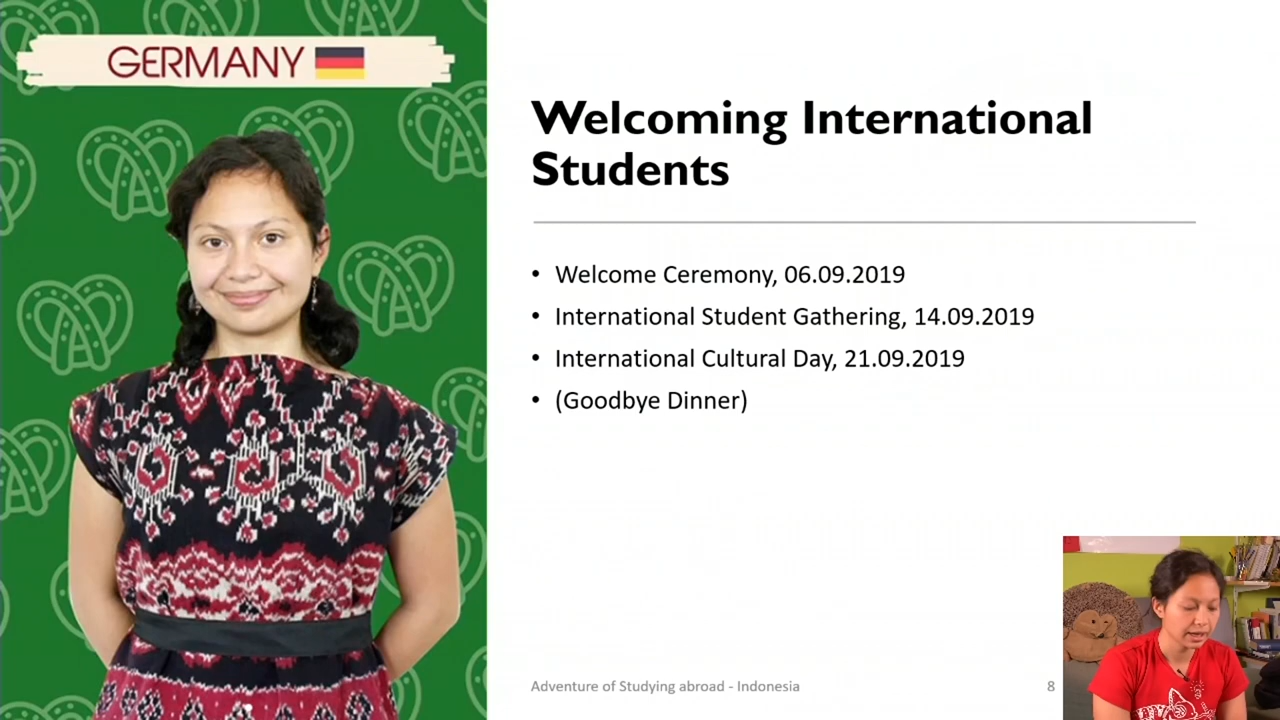 GERMANY
Welcoming International
Students
• Welcome Ceremony, 06.09.2019
• International Student Gathering, 14.09.2019
• International Cultural Day, 21.09.2019
• (Goodbye Dinner)
Adventure of Studying abroad - Indonesia
8